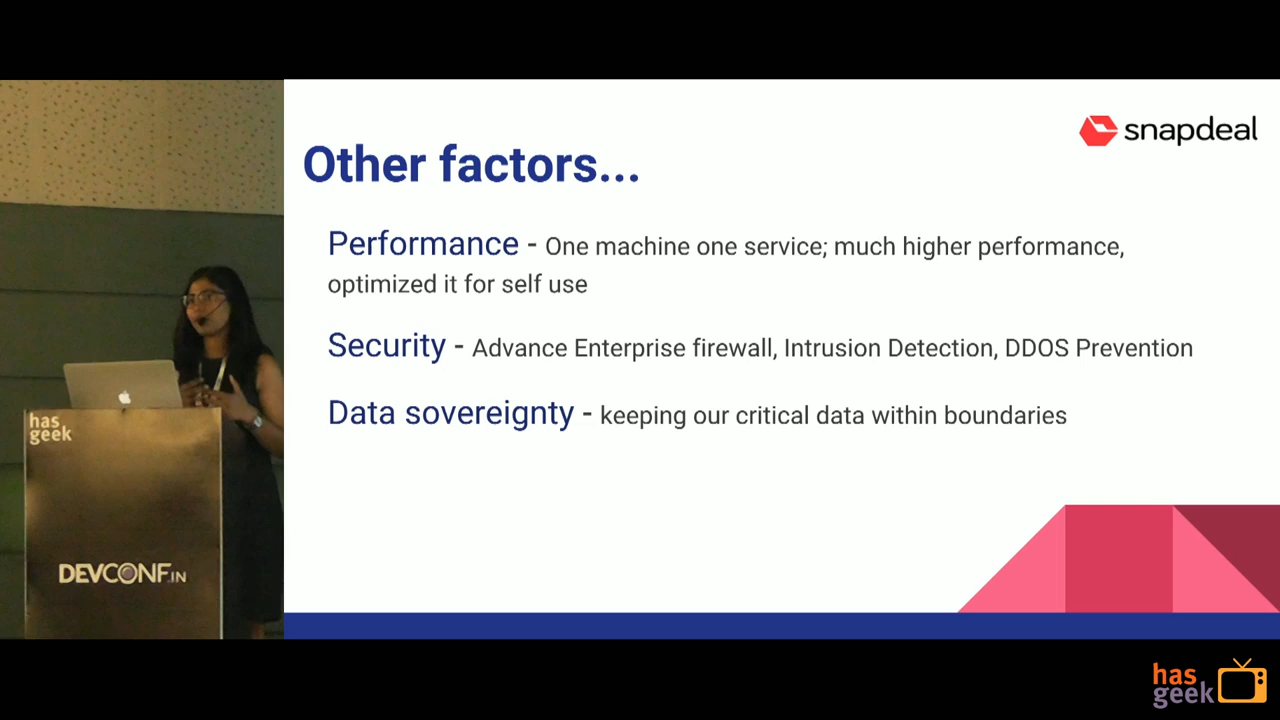 snapdeal
Other factors...
Performance - One machine one service; much higher performance,
optimized it for self use
Security - Advance Enterprise firewall, Intrusion Detection, DDOS Prevention
Data sovereignty - keeping our critical data within boundaries
has
geek
DEVCONF.IN
has
geek